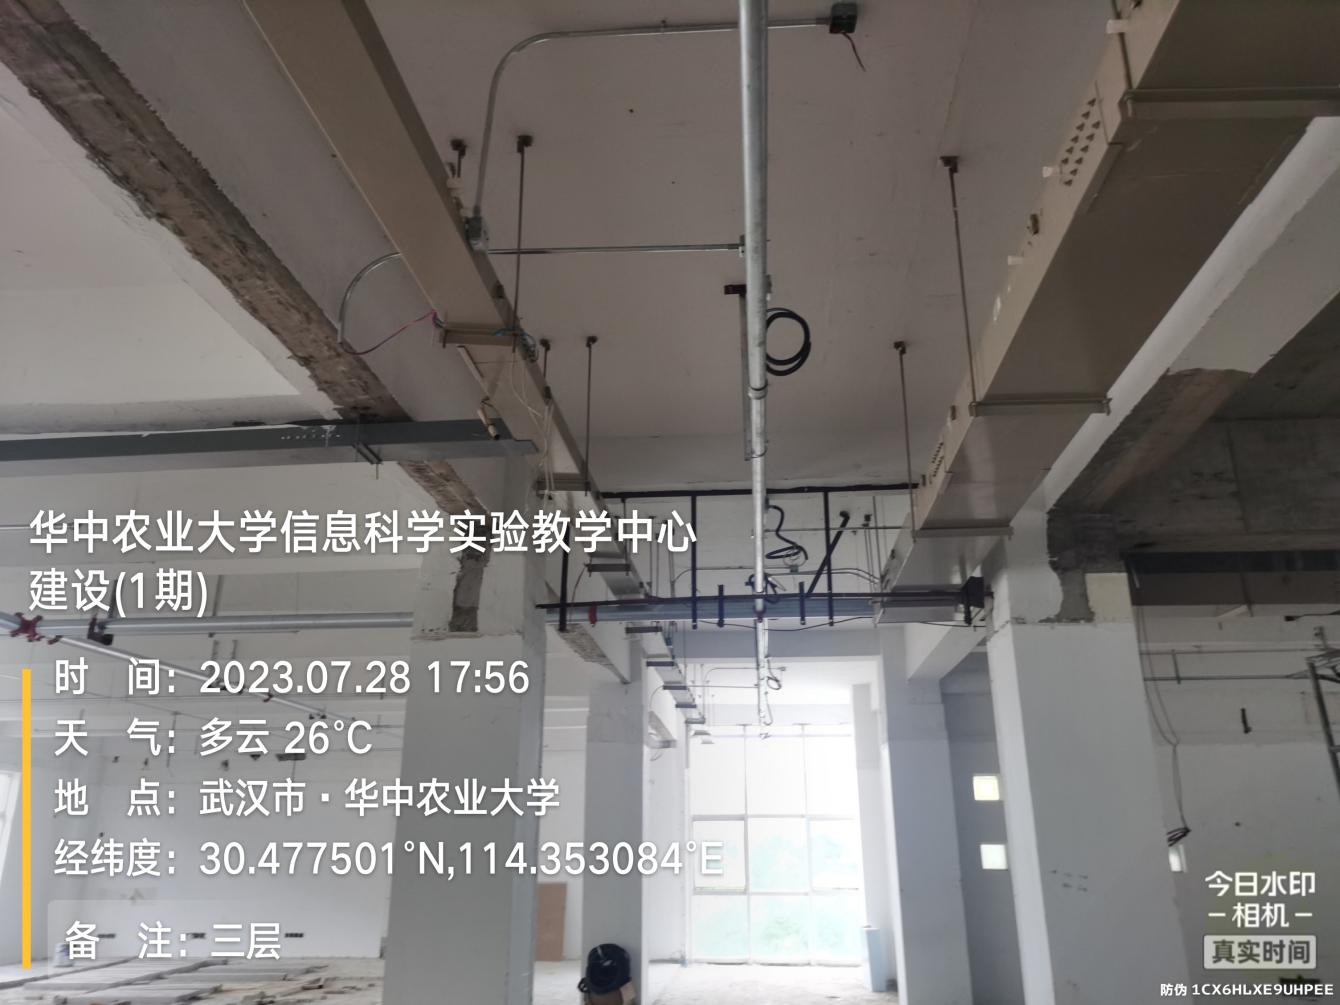 华中农业大学信息科学实验教学中心
建设(1期)
时 间：2023.07.28 17:56
天 气：多云 26°C
地 点：武汉市·华中农业大学
经纬度：30.477501°N,114.353084°E
备 注：三层
今日水印
-相机-
真实时间
防伪 1CX6HLXE9UHPEE